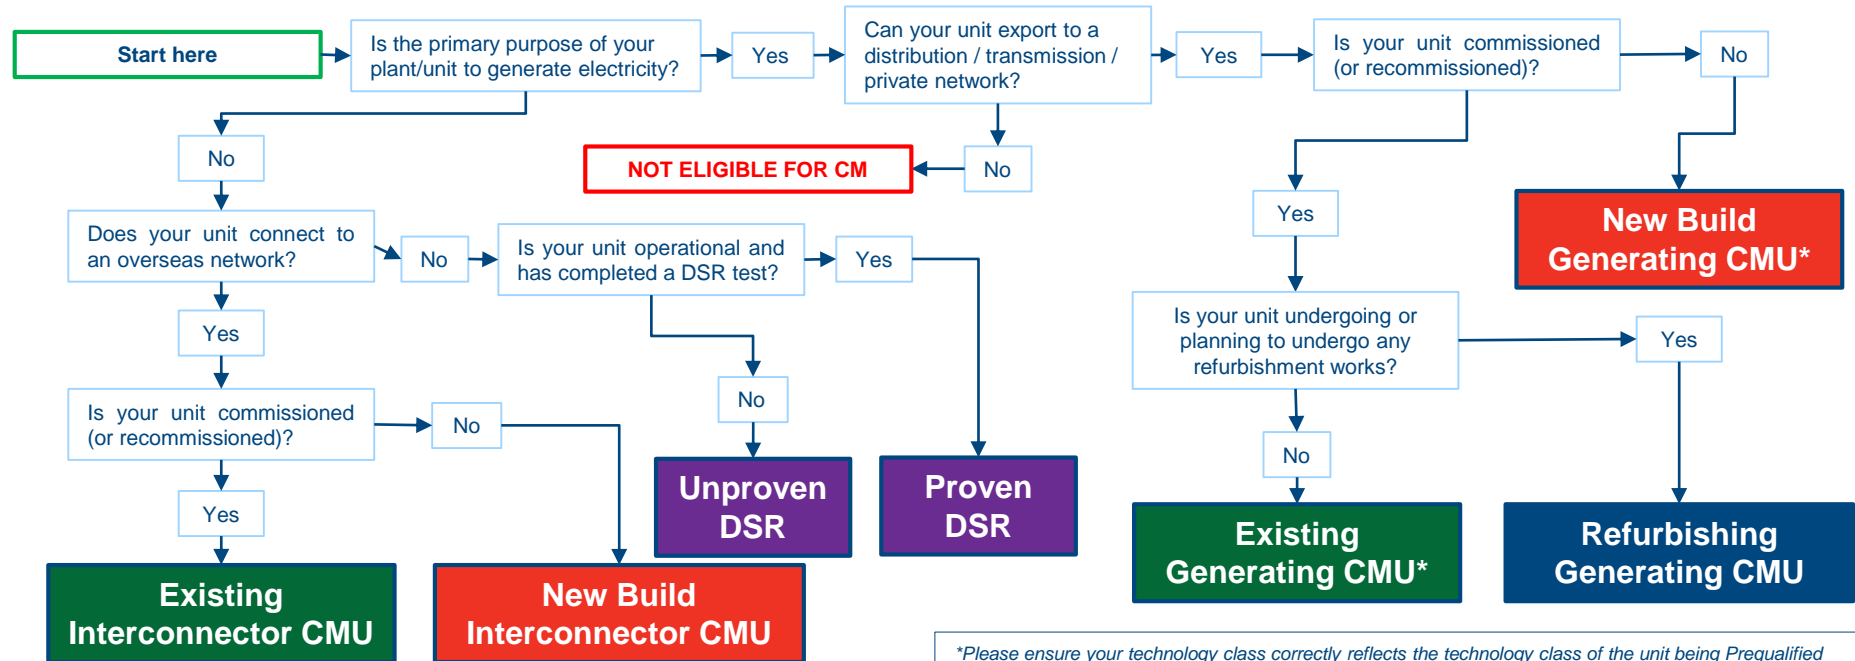 Start here
Is the primary purpose of your
plant/unit to generate electricity?
Yes
Can your unit export to a
distribution / transmission /
private network?
Yes
Is your unit commissioned
(or recommissioned)?
No
No
NOT ELIGIBLE FOR CM
No
Yes
New Build
Generating CMU*
Does your unit connect to
an overseas network?
No
Is your unit operational and
has completed a DSR test?
Yes
Yes
Is your unit undergoing or
planning to undergo any
refurbishment works?
Yes
Is your unit commissioned
(or recommissioned)?
No
No
No
Yes
Unproven
DSR
Proven
DSR
Existing
Generating CMU*
Refurbishing
Generating CMU
Existing
Interconnector CMU
New Build
Interconnector CMU
*Please ensure your technology class correctly reflects the technology class of the unit being Prequalified